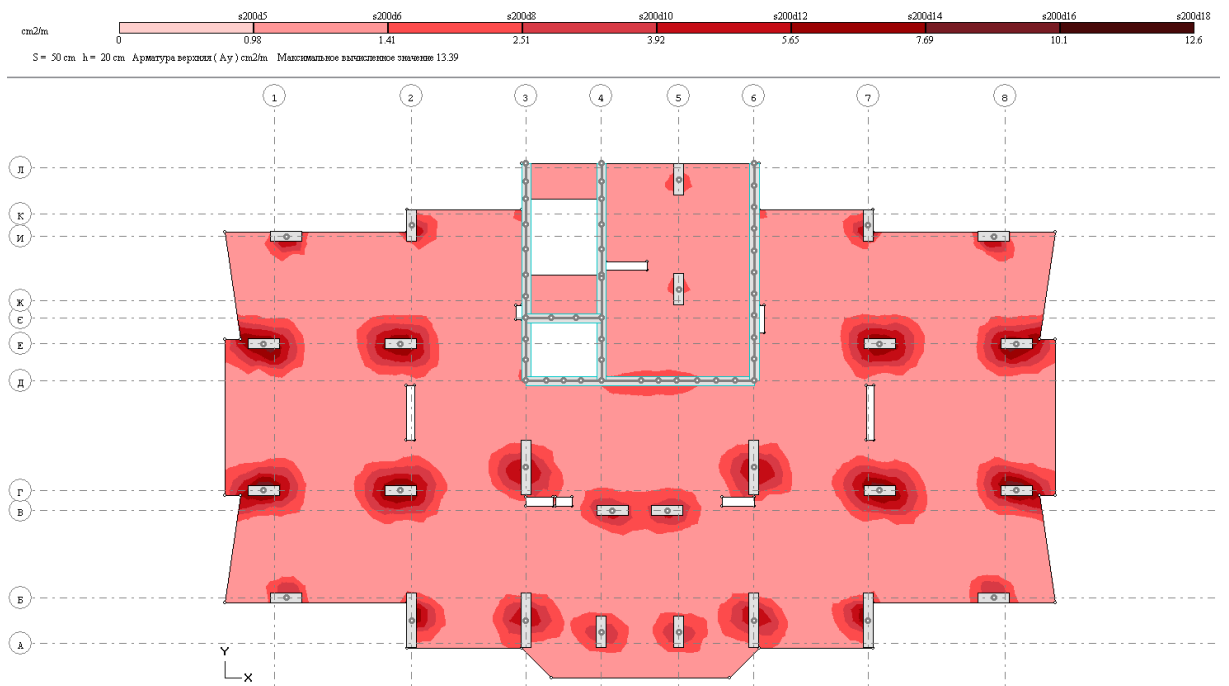 s200d5 s200d6 s200d8 s200d10 s200d12 s200d14 s200d16 s200d18
cm2/m
0 0.98 1.41 2.51 3.92 5.65 7.69 10.1 12.6
S = 50 cm h = 20 cm Арматура верхняя ( Ay ) cm2/m Максимальное вычисленное значение 13.39
1 2 3 4 5 6 7 8
Л
К
И
Ж
Є
Е
Д
Г
В
Б
А
Y
X